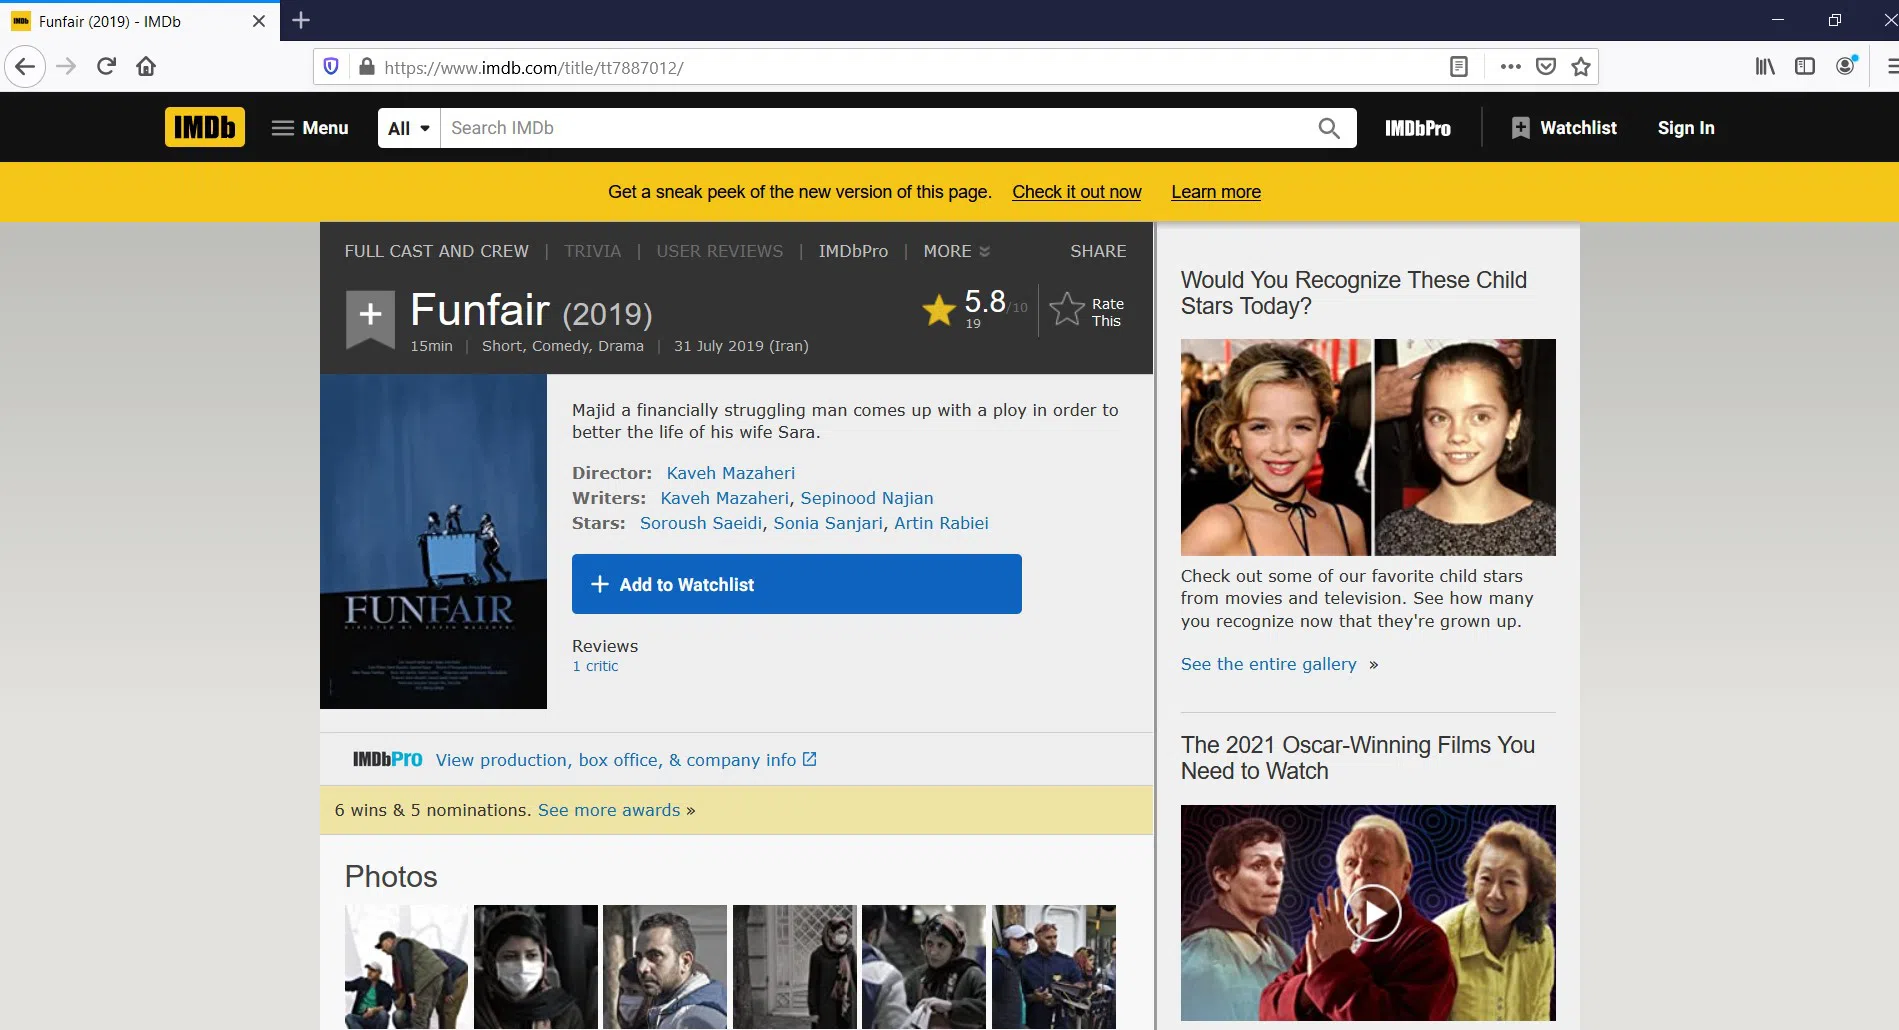 IMDb Funfair (2019) - IMDb
https://www.imdb.com/title/tt7887012/
IMDb Menu All Search IMDb IMDbPro Watchlist Sign In
Get a sneak peek of the new version of this page. Check it out now Learn more
FULL CAST AND CREW | TRIVIA | USER REVIEWS | IMDbPro | MORE SHARE
Funfair (2019)
5.8/10
19
Rate
This
15min | Short, Comedy, Drama | 31 July 2019 (Iran)
FUNFAIR
Majid a financially struggling man comes up with a ploy in order to
better the life of his wife Sara.
Director: Kaveh Mazaheri
Writers: Kaveh Mazaheri, Sepinood Najian
Stars: Soroush Saeidi, Sonia Sanjari, Artin Rabiei
+ Add to Watchlist
Reviews
1 critic
IMDbPro View production, box office, & company info
6 wins & 5 nominations. See more awards »
Photos
Would You Recognize These Child
Stars Today?
Check out some of our favorite child stars
from movies and television. See how many
you recognize now that they're grown up.
See the entire gallery »
The 2021 Oscar-Winning Films You
Need to Watch